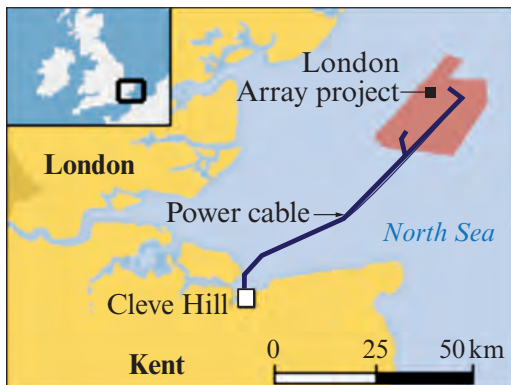 London
Array project
London
Power cable
North Sea
Cleve Hill
Kent
0 25 50 km